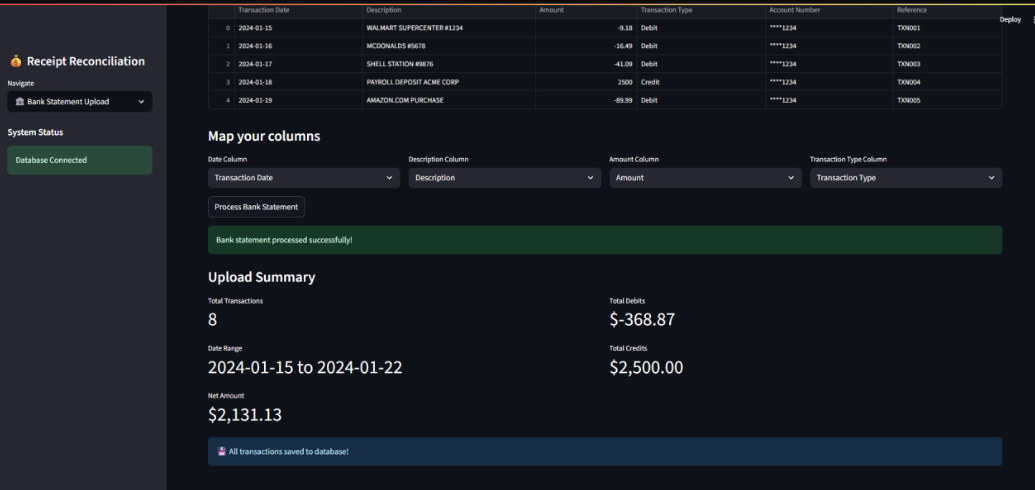 Transaction Date Description Amount Transaction Type Account Number Reference
Deploy
0 2024-01-15 WALMART SUPERCENTER #1234 -9.18 Debit ****1234 TXN001
1 2024-01-16 MCDONALDS #5678 -16.49 Debit ****1234 TXN002
2 2024-01-17 SHELL STATION #9876 -41.09 Debit ****1234 TXN003
3 2024-01-18 PAYROLL DEPOSIT ACME CORP 2500 Credit ****1234 TXN004
4 2024-01-19 AMAZON.COM PURCHASE -89.99 Debit ****1234 TXN005
Receipt Reconciliation
Navigate
Bank Statement Upload
System Status
Database Connected
Map your columns
Date Column Description Column Amount Column Transaction Type Column
Transaction Date Description Amount Transaction Type
Process Bank Statement
Bank statement processed successfully!
Upload Summary
Total Transactions
8
Total Debits
$-368.87
Date Range
2024-01-15 to 2024-01-22
Total Credits
$2,500.00
Net Amount
$2,131.13
All transactions saved to database!